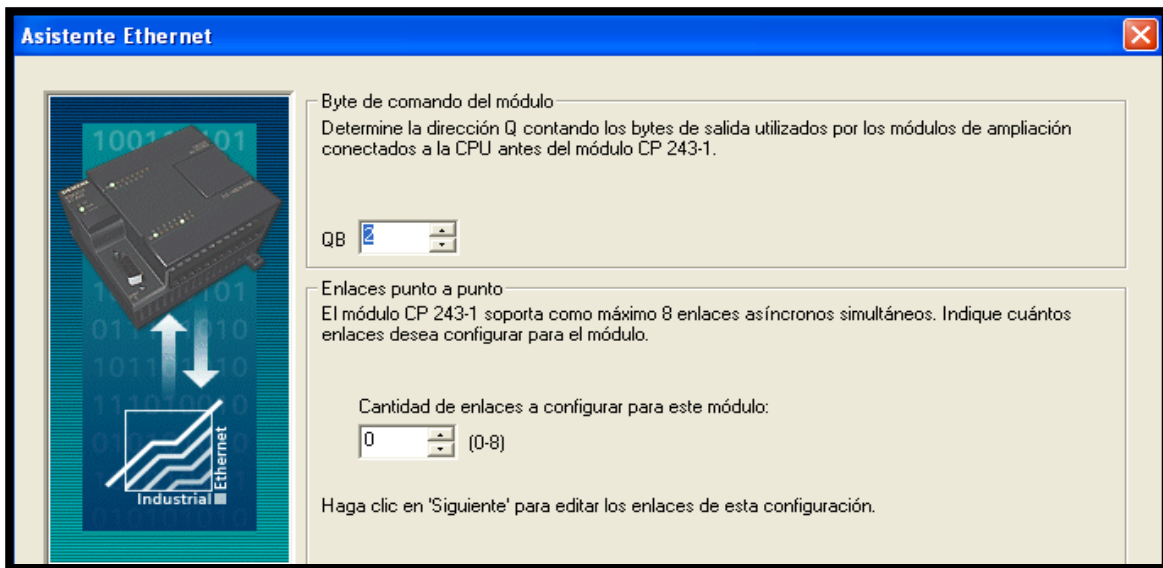 Asistente Ethernet
Byte de comando del módulo
Determine la dirección Q contando los bytes de salida utilizados por los módulos de ampliación
conectados a la CPU antes del módulo CP 243-1.
QB 2
Enlaces punto a punto
El módulo CP 243-1 soporta como máximo 8 enlaces asíncronos simultáneos. Indique cuántos
enlaces desea configurar para el módulo.
Cantidad de enlaces a configurar para este módulo:
0 (0-8)
Haga clic en 'Siguiente' para editar los enlaces de esta configuración.
Industrial
Ethernet